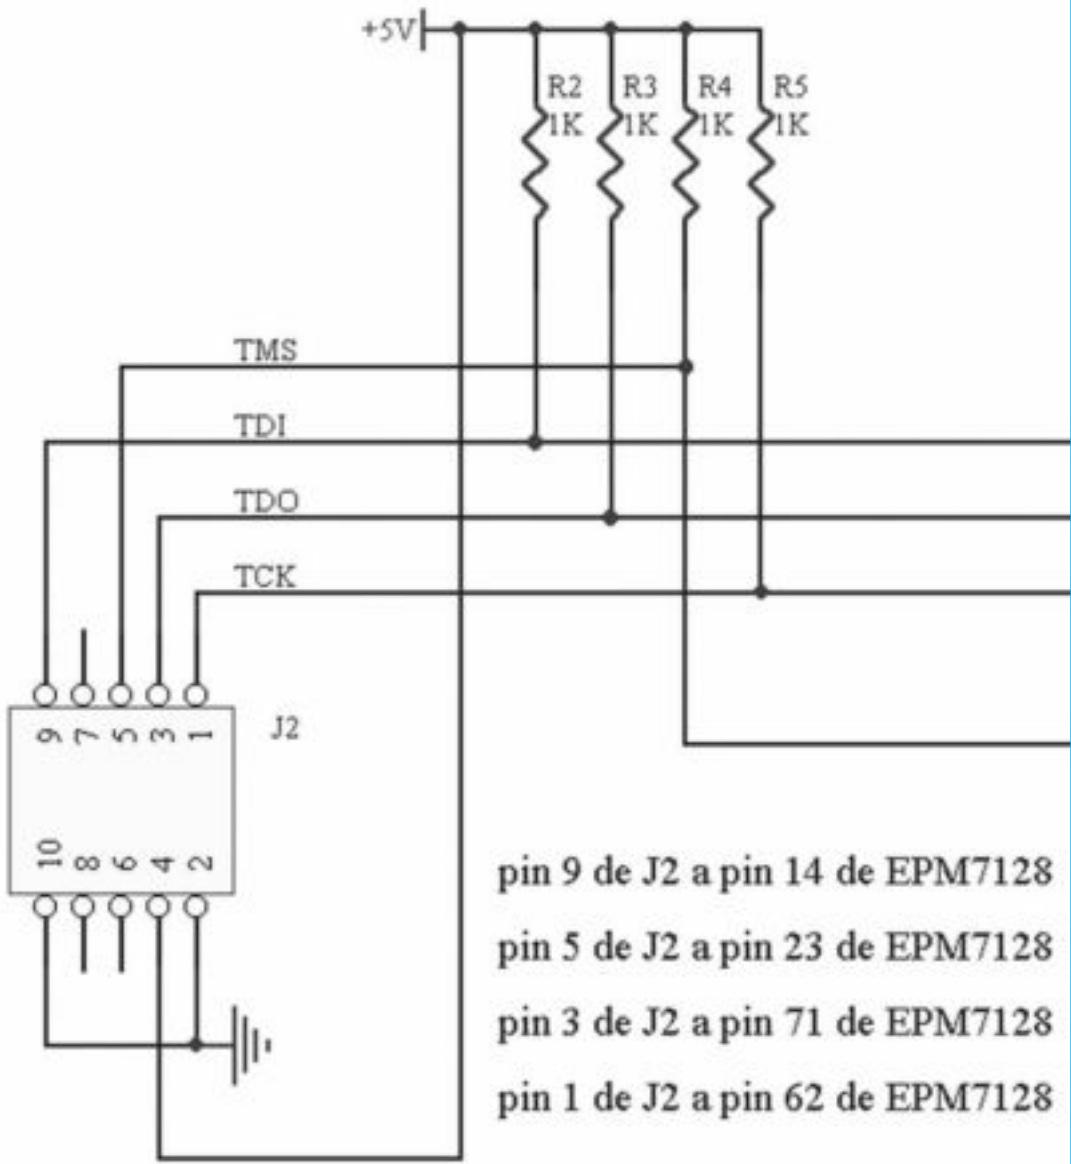 +5V
R2 R3 R4 R5
1K 1K 1K 1K
TMS
TDI
TDO
TCK
9 7 5 3 1
J2
10 8 6 4 2
pin 9 de J2 a pin 14 de EPM7128
pin 5 de J2 a pin 23 de EPM7128
pin 3 de J2 a pin 71 de EPM7128
pin 1 de J2 a pin 62 de EPM7128